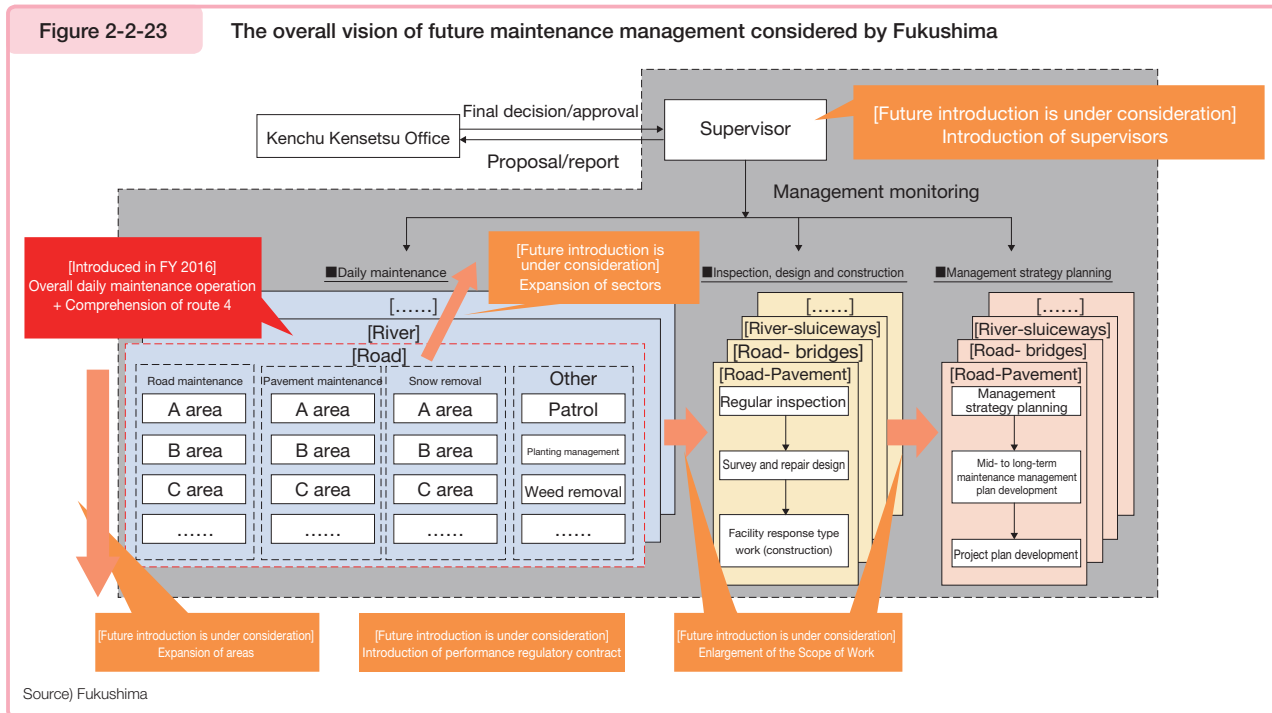 Figure 2-2-23
The overall vision of future maintenance management considered by Fukushima
Final decision/approval
Kenchu Kensetsu Office
Supervisor
Proposal/report
[Future introduction is under consideration]
Introduction of supervisors
Management monitoring
[Introduced in FY 2016]
Overall daily maintenance operation
+ Comprehension of route 4
■Daily maintenance
[Future introduction is
under consideration]
Expansion of sectors
■Inspection, design and construction
■Management strategy planning
[......]
[River]
[Road]
Road maintenance
A area
B area
C area
......
Pavement maintenance
A area
B area
C area
......
Snow removal
A area
B area
C area
......
Other
Patrol
Planting management
Weed removal
......
[......]
[River-sluiceways]
[Road- bridges]
[Road-Pavement]
Regular inspection
Survey and repair design
Facility response type
work (construction)
[......]
[River-sluiceways]
[Road- bridges]
[Road-Pavement]
Management
strategy planning
Mid- to long-term
maintenance management
plan development
Project plan development
[Future introduction is under consideration]
Expansion of areas
[Future introduction is under consideration]
Introduction of performance regulatory contract
[Future introduction is under consideration]
Enlargement of the Scope of Work
Source) Fukushima